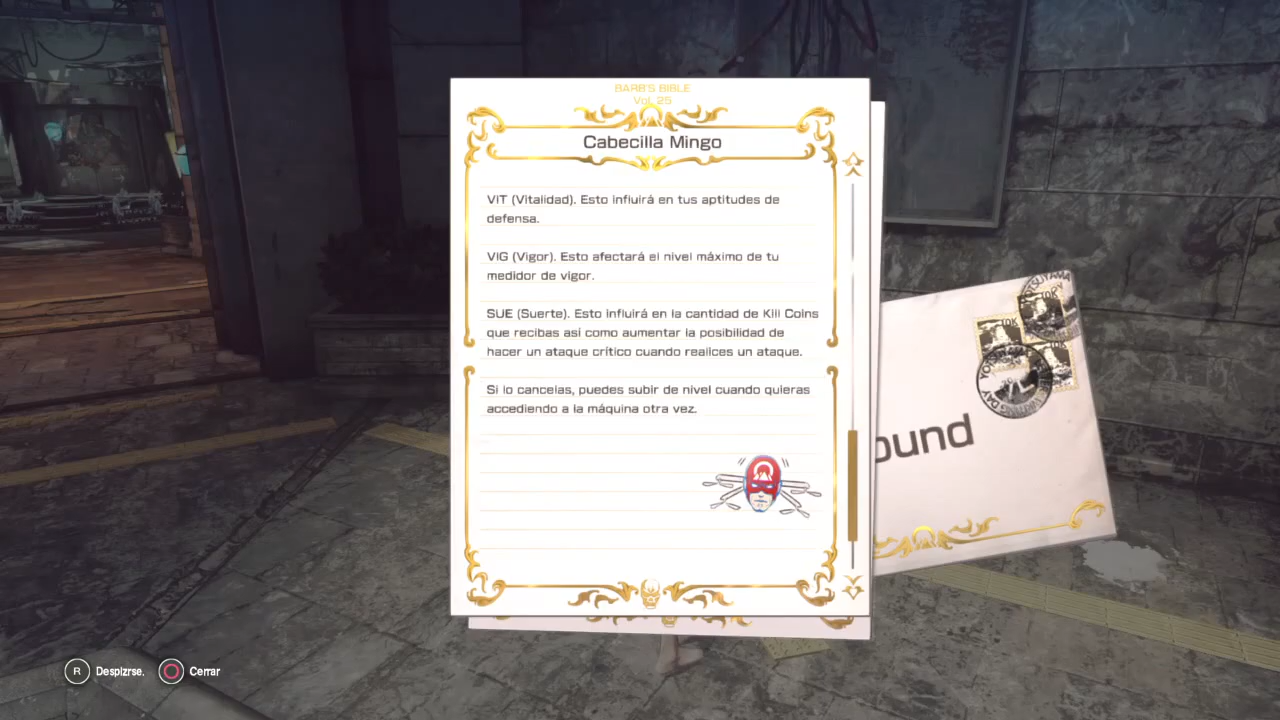 BARB'S BIBLE
Vol. 25
Cabecilla Mingo
VIT (Vitalidad). Esto influirá en tus aptitudes de
defensa.
VIG (Vigor). Esto afectará el nivel máximo de tu
medidor de vigor.
SUE (Suerte). Esto influirá en la cantidad de Kill Coins
que recibas así como aumentar la posibilidad de
hacer un ataque crítico cuando realices un ataque.
Si lo cancelas, puedes subir de nivel cuando quieras
accediendo a la máquina otra vez.
ound
R Desplzrse.
Cerrar